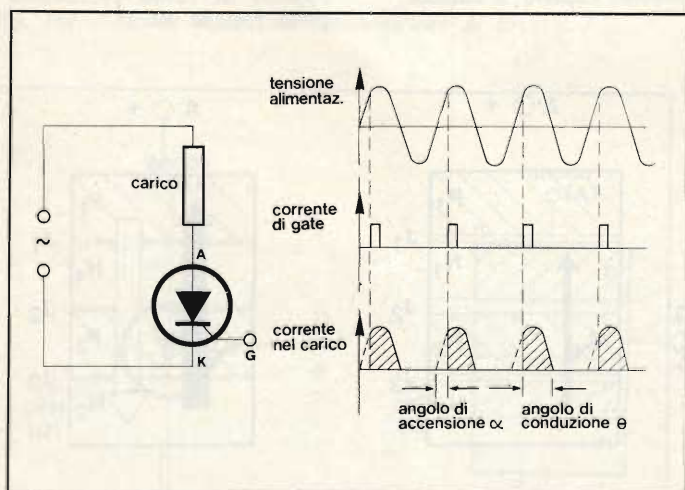 tensione
alimentaz.
carico
corrente
di gate
~
A
G
K
corrente
nel carico
angolo di
accensione α
angolo di
conduzione θ